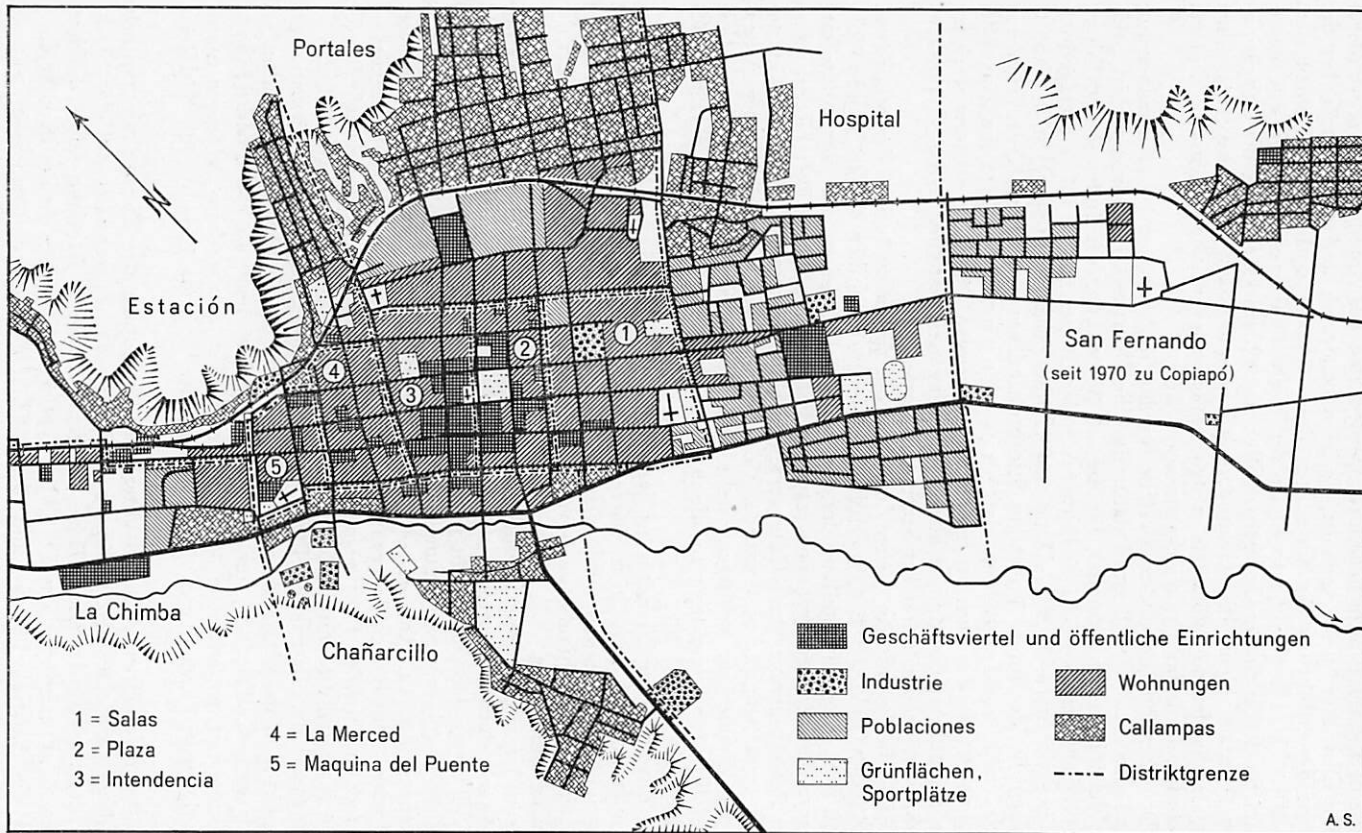 Portales
Hospital
N
Estación
San Fernando
(seit 1970 zu Copiapó)
1
2
3
4
5
La Chimba
Chañarcillo
1 = Salas
2 = Plaza
3 = Intendencia
4 = La Merced
5 = Maquina del Puente
Geschäftsviertel und öffentliche Einrichtungen
Industrie
Wohnungen
Poblaciones
Callampas
Grünflächen,
Sportplätze
Distriktgrenze
A.S.